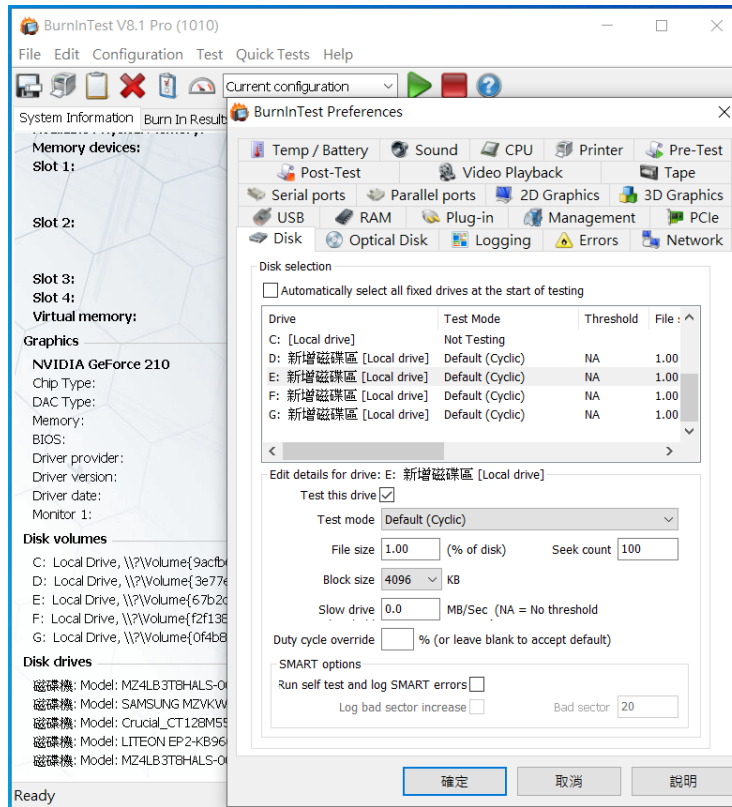 BurnInTest V8.1 Pro (1010)
File Edit Configuration Test Quick Tests Help
Current configuration
System Information Burn In Result
Memory devices:
Slot 1:
Slot 2:
Slot 3:
Slot 4:
Virtual memory:
Graphics
NVIDIA GeForce 210
Chip Type:
DAC Type:
Memory:
BIOS:
Driver provider:
Driver version:
Driver date:
Monitor 1:
Disk volumes
C: Local Drive, \\?\Volume{9acfb
D: Local Drive, \\?\Volume{3e77e
E: Local Drive, \\?\Volume{67b2c
F: Local Drive, \\?\Volume{f2f138
G: Local Drive, \\?\Volume{0f4b8
Disk drives
磁碟機: Model: MZ4LB3T8HALS-0
磁碟機: Model: SAMSUNG MZVKW
磁碟機: Model: Crucial_CT128M55
磁碟機: Model: LITEON EP2-KB96
磁碟機: Model: MZ4LB3T8HALS-0
Ready
BurnInTest Preferences
Temp / Battery Sound CPU Printer Pre-Test
Post-Test Video Playback Tape
Serial ports Parallel ports 2D Graphics 3D Graphics
USB RAM Plug-in Management PCIe
Disk Optical Disk Logging Errors Network
Disk selection
Automatically select all fixed drives at the start of testing
Drive Test Mode Threshold File
C: [Local drive] Not Testing
D: 新增磁碟區 [Local drive] Default (Cyclic) NA 1.00
E: 新增磁碟區 [Local drive] Default (Cyclic) NA 1.00
F: 新增磁碟區 [Local drive] Default (Cyclic) NA 1.00
G: 新增磁碟區 [Local drive] Default (Cyclic) NA 1.00
Edit details for drive: E: 新增磁碟區 [Local drive]
Test this drive
Test mode Default (Cyclic)
File size 1.00 (% of disk) Seek count 100
Block size 4096 KB
Slow drive 0.0 MB/Sec (NA = No threshold
Duty cycle override % (or leave blank to accept default)
SMART options
Run self test and log SMART errors
Log bad sector increase Bad sector 20
確定 取消 說明